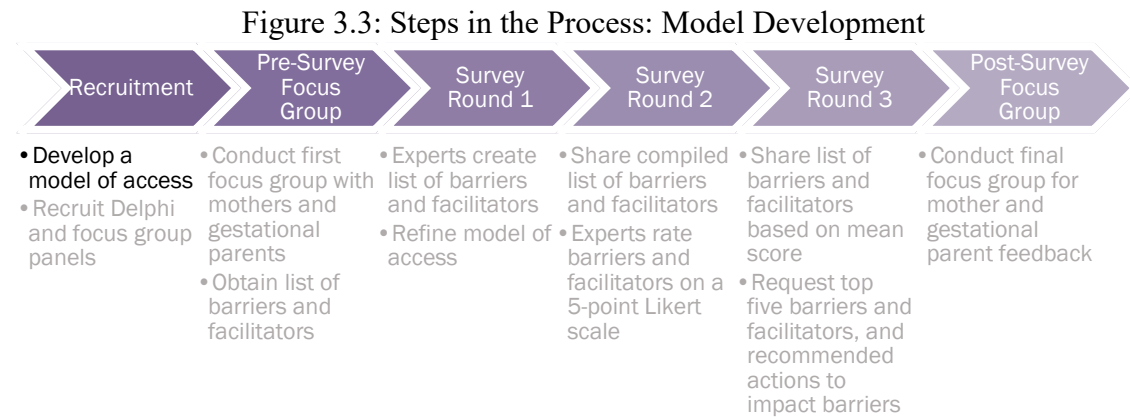 Figure 3.3: Steps in the Process: Model Development
Recruitment
Pre-Survey
Focus
Group
Survey
Round 1
Survey
Round 2
Survey
Round 3
Post-Survey
Focus
Group
•Develop a
model of access
•Recruit Delphi
and focus group
panels
•Conduct first
focus group with
mothers and
gestational
parents
•Obtain list of
barriers and
facilitators
•Experts create
list of barriers
and facilitators
•Refine model of
access
•Share compiled
list of barriers
and facilitators
•Experts rate
barriers and
facilitators on a
5-point Likert
scale
•Share list of
barriers and
facilitators
based on mean
score
•Request top
five barriers and
facilitators, and
recommended
actions to
impact barriers
•Conduct final
focus group for
mother and
gestational
parent feedback